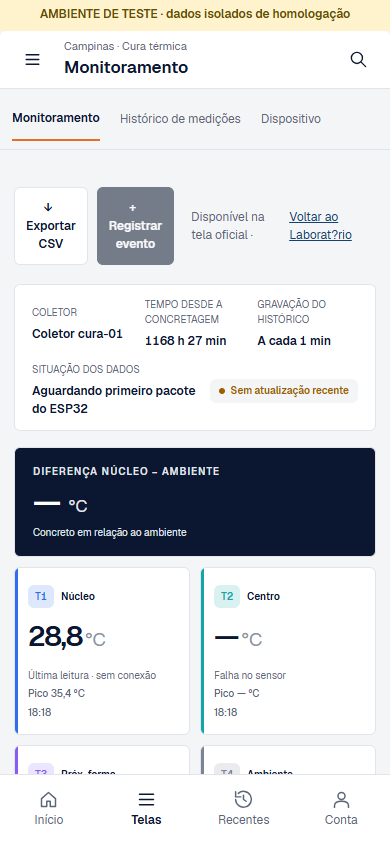 AMBIENTE DE TESTE · dados isolados de homologação
Campinas · Cura térmica
Monitoramento
Monitoramento
Histórico de medições
Dispositivo
↓
Exportar
CSV
+
Registrar
evento
Disponível na
tela oficial ·
Voltar ao
Laborat?rio
COLETOR
Coletor cura-01
TEMPO DESDE A
CONCRETAGEM
1168 h 27 min
GRAVAÇÃO DO
HISTÓRICO
A cada 1 min
SITUAÇÃO DOS DADOS
Aguardando primeiro pacote
do ESP32
Sem atualização recente
DIFERENÇA NÚCLEO – AMBIENTE
— °C
Concreto em relação ao ambiente
T1 Núcleo
28,8 °C
Última leitura · sem conexão
Pico 35,4 °C
18:18
T2 Centro
— °C
Falha no sensor
Pico — °C
18:18
Início
Telas
Recentes
Conta